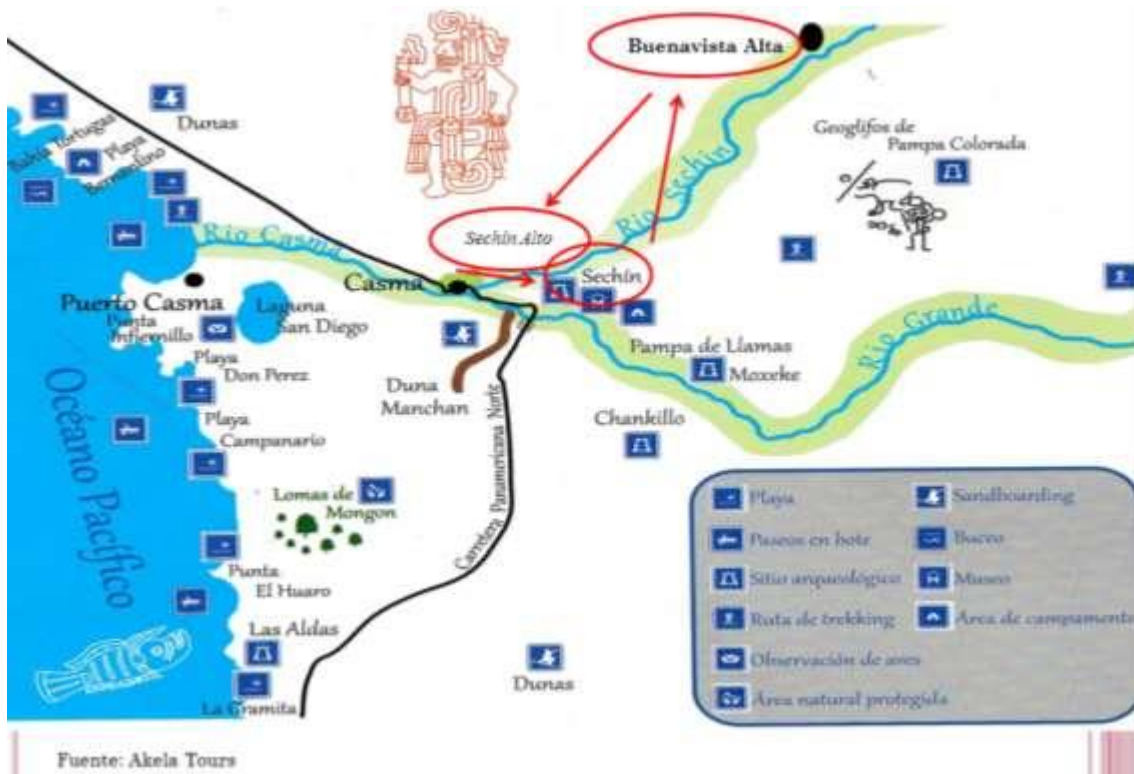 Buenavista Alta
Dunas
Bahía Tortugas
Playa
Bernardino
Geoglifos de
Pampa Colorada
Río Sechín
Río Casma
Sechín Alto
Sechín
Casma
Puerto Casma
Laguna
San Diego
Punta
Infiernillo
Playa
Don Perez
Río Grande
Pampa de Llamas
Moxeke
Duna
Manchan
Chankillo
Playa
Campanario
Océano Pacífico
Carretera Panamericana Norte
Lomas de
Mongon
Punta
El Huaro
Las Aldas
Dunas
La Gramita
Playa
Paseos en bote
Sitio arqueológico
Ruta de trekking
Observación de aves
Área natural protegida
Sandboarding
Buceo
Museo
Área de campamento
Fuente: Akela Tours